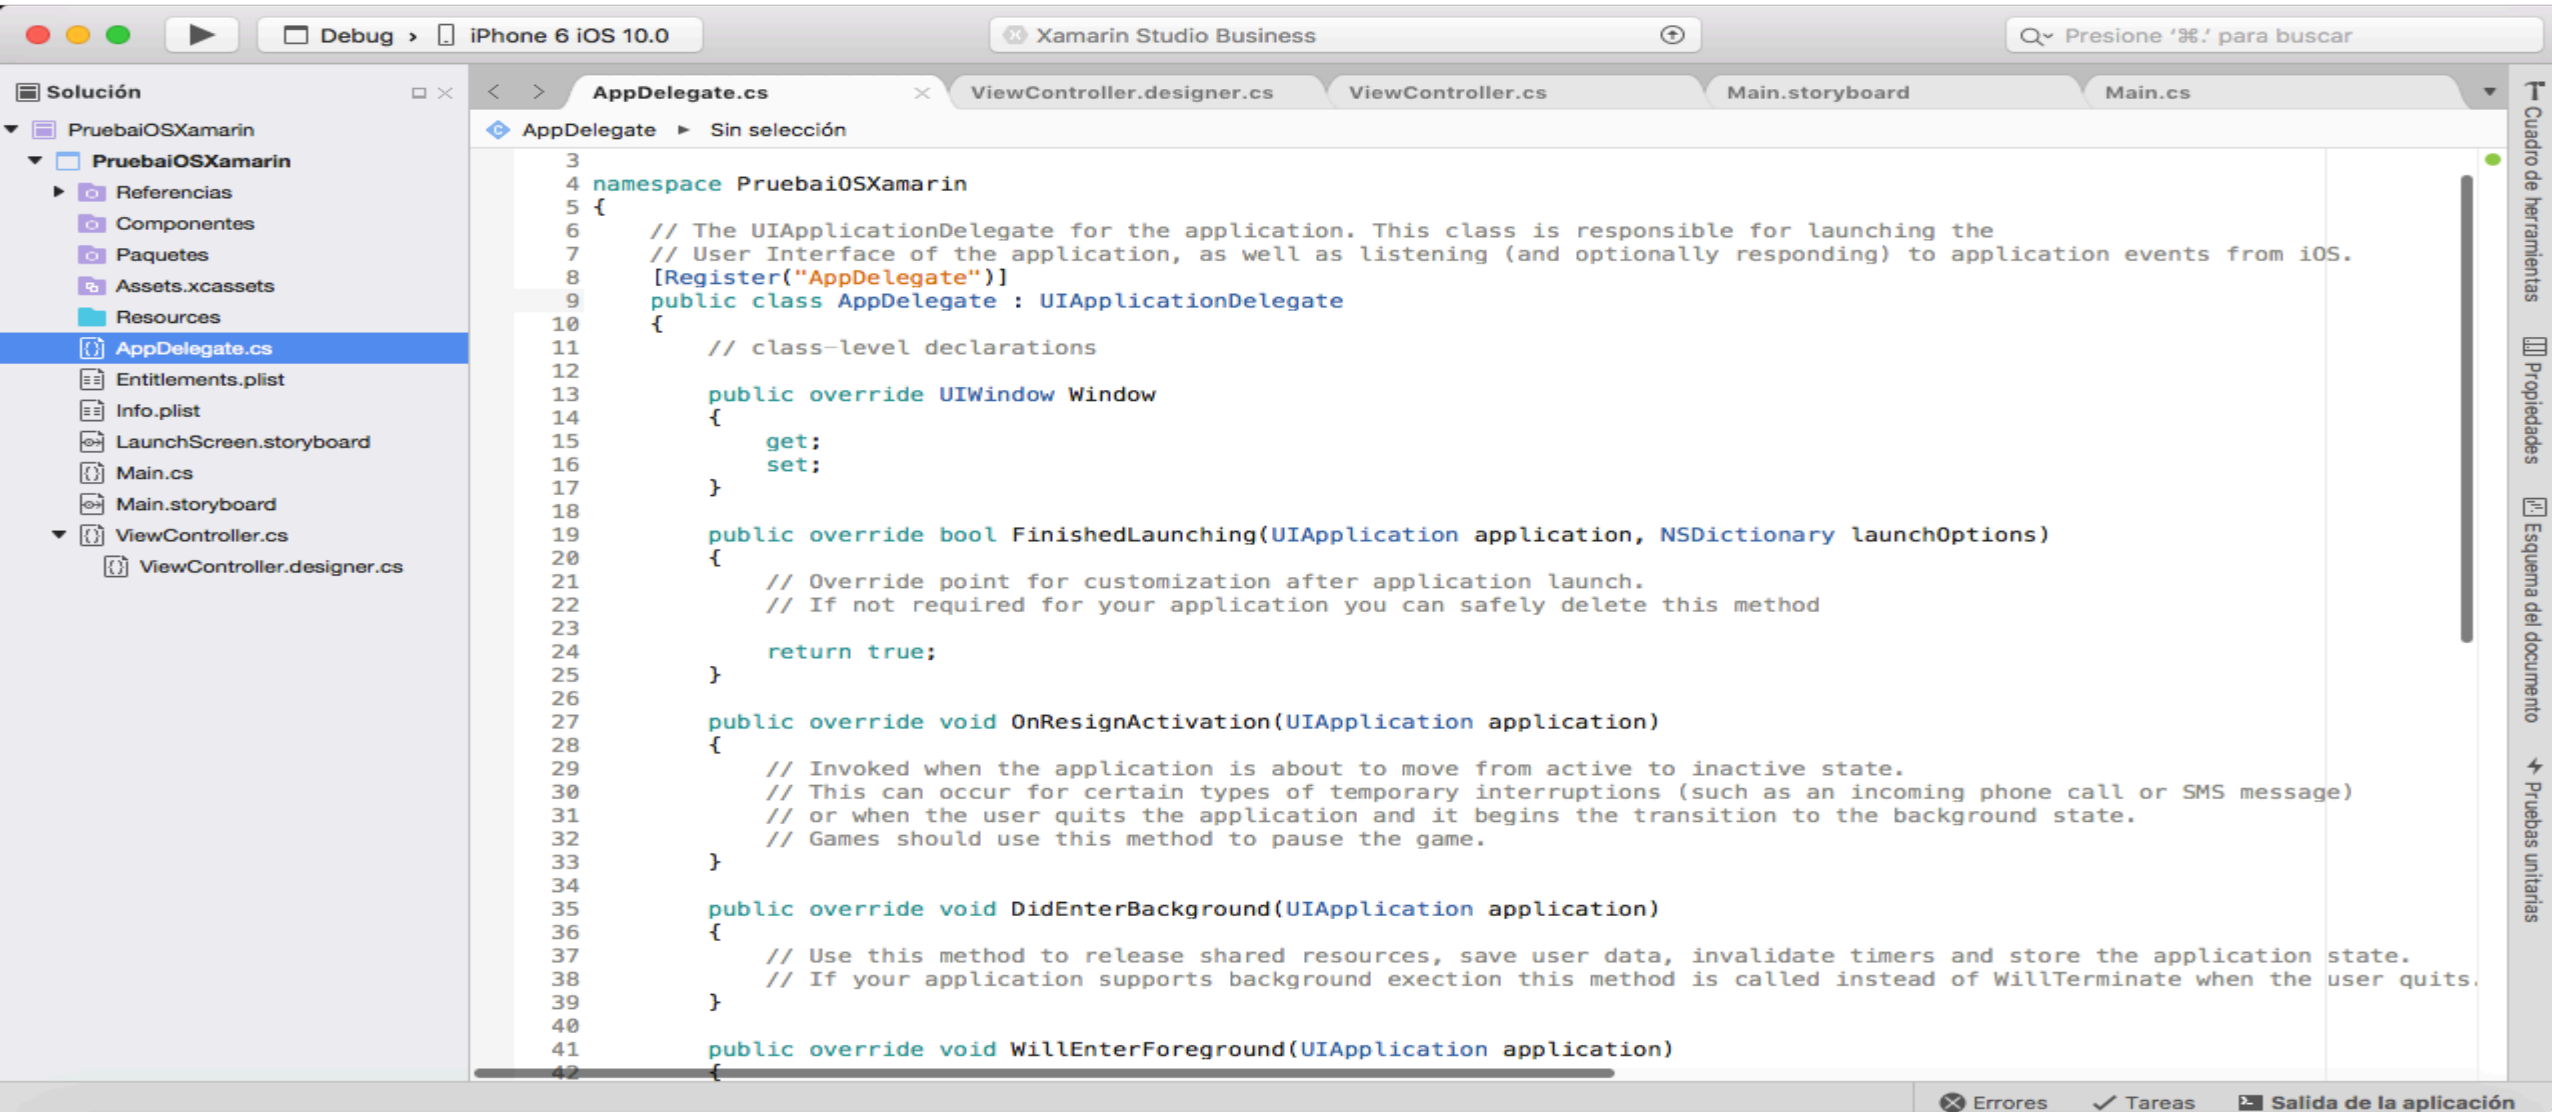 Debug › iPhone 6 iOS 10.0
Xamarin Studio Business
Presione '⌘.' para buscar
Solución
PruebaiOSXamarin
PruebaiOSXamarin
Referencias
Componentes
Paquetes
Assets.xcassets
Resources
AppDelegate.cs
Entitlements.plist
Info.plist
LaunchScreen.storyboard
Main.cs
Main.storyboard
ViewController.cs
ViewController.designer.cs
AppDelegate.cs
ViewController.designer.cs
ViewController.cs
Main.storyboard
Main.cs
AppDelegate ▸ Sin selección
3
4 namespace PruebaiOSXamarin
5 {
6 // The UIApplicationDelegate for the application. This class is responsible for launching the
7 // User Interface of the application, as well as listening (and optionally responding) to application events from iOS.
8 [Register("AppDelegate")]
9 public class AppDelegate : UIApplicationDelegate
10 {
11 // class-level declarations
12
13 public override UIWindow Window
14 {
15 get;
16 set;
17 }
18
19 public override bool FinishedLaunching(UIApplication application, NSDictionary launchOptions)
20 {
21 // Override point for customization after application launch.
22 // If not required for your application you can safely delete this method
23
24 return true;
25 }
26
27 public override void OnResignActivation(UIApplication application)
28 {
29 // Invoked when the application is about to move from active to inactive state.
30 // This can occur for certain types of temporary interruptions (such as an incoming phone call or SMS message)
31 // or when the user quits the application and it begins the transition to the background state.
32 // Games should use this method to pause the game.
33 }
34
35 public override void DidEnterBackground(UIApplication application)
36 {
37 // Use this method to release shared resources, save user data, invalidate timers and store the application state.
38 // If your application supports background exection this method is called instead of WillTerminate when the user quits.
39 }
40
41 public override void WillEnterForeground(UIApplication application)
42 {
Cuadro de herramientas
Propiedades
Esquema del documento
Pruebas unitarias
Errores
Tareas
Salida de la aplicación